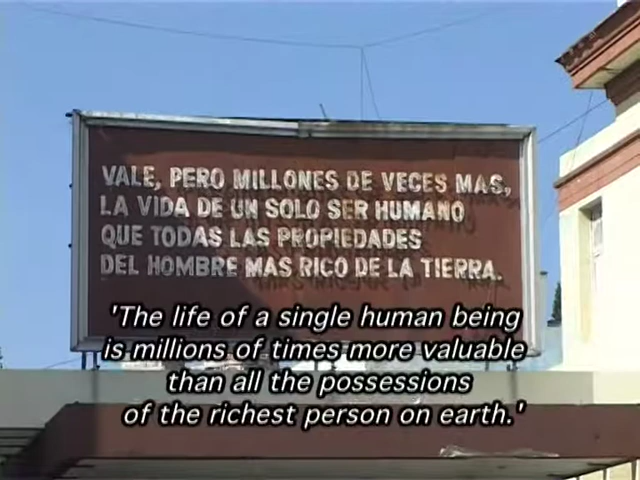 VALE, PERO MILLONES DE VECES MAS,
LA VIDA DE UN SOLO SER HUMANO
QUE TODAS LAS PROPIEDADES
DEL HOMBRE MAS RICO DE LA TIERRA.
'The life of a single human being
is millions of times more valuable
than all the possessions
of the richest person on earth.'